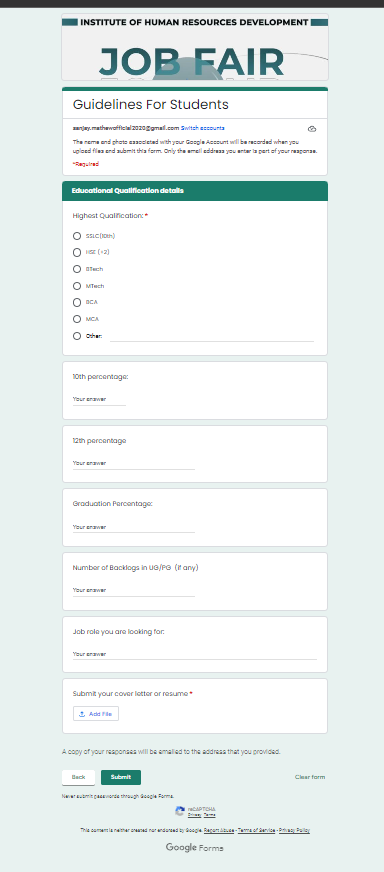 INSTITUTE OF HUMAN RESOURCES DEVELOPMENT
JOB FAIR
Guidelines For Students
sanjay.mathewofficial2020@gmail.com Switch accounts
The name and photo associated with your Google Account will be recorded when you
upload files and submit this form. Only the email address you enter is part of your response.
*Required
Educational Qualification details
Highest Qualification: *
SSLC(10th)
HSE (+2)
BTech
MTech
BCA
MCA
Other:
10th percentage:
Your answer
12th percentage
Your answer
Graduation Percentage:
Your answer
Number of Backlogs in UG/PG (if any)
Your answer
Job role you are looking for:
Your answer
Submit your cover letter or resume *
Add File
A copy of your responses will be emailed to the address that you provided.
Back Submit Clear form
Never submit passwords through Google Forms.
reCAPTCHA
Privacy Terms
This content is neither created nor endorsed by Google. Report Abuse - Terms of Service - Privacy Policy
Google Forms